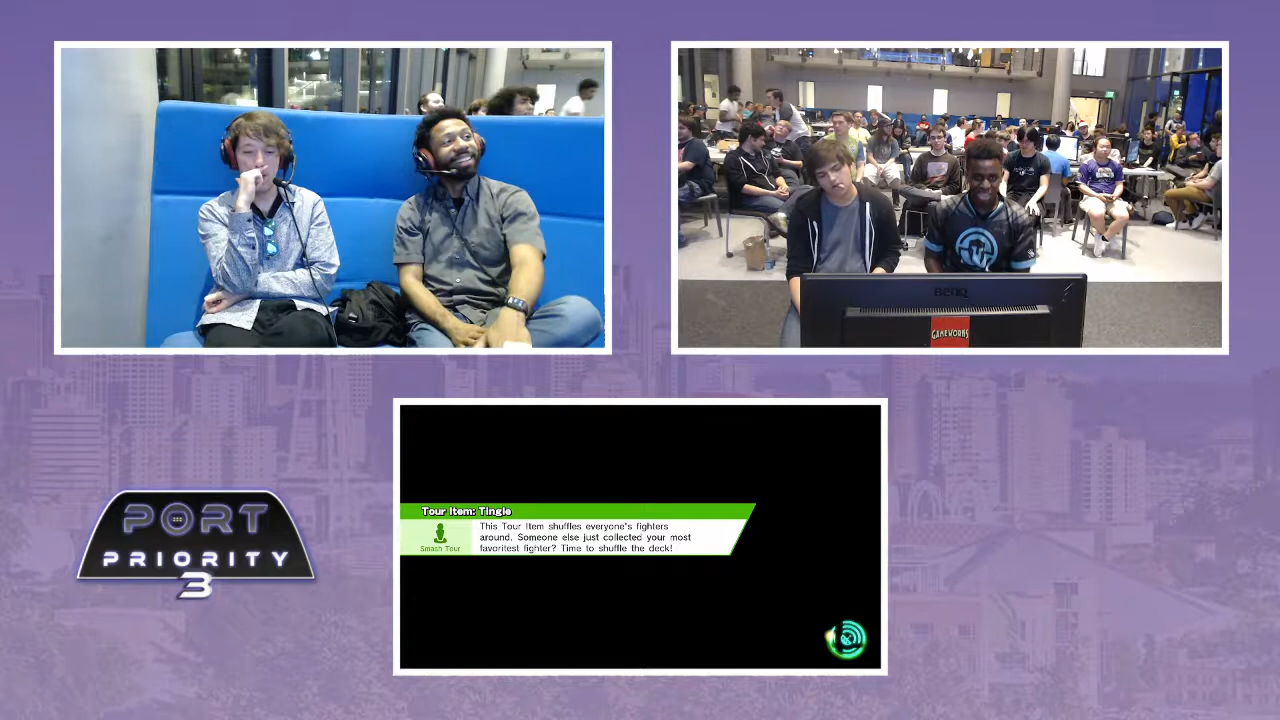 BENQ
GAMEWORKS
PORT
PRIORITY
3
Tour Item: Tingle
Smash Tour
This Tour Item shuffles everyone's fighters
around. Someone else just collected your most
favoritest fighter? Time to shuffle the deck!